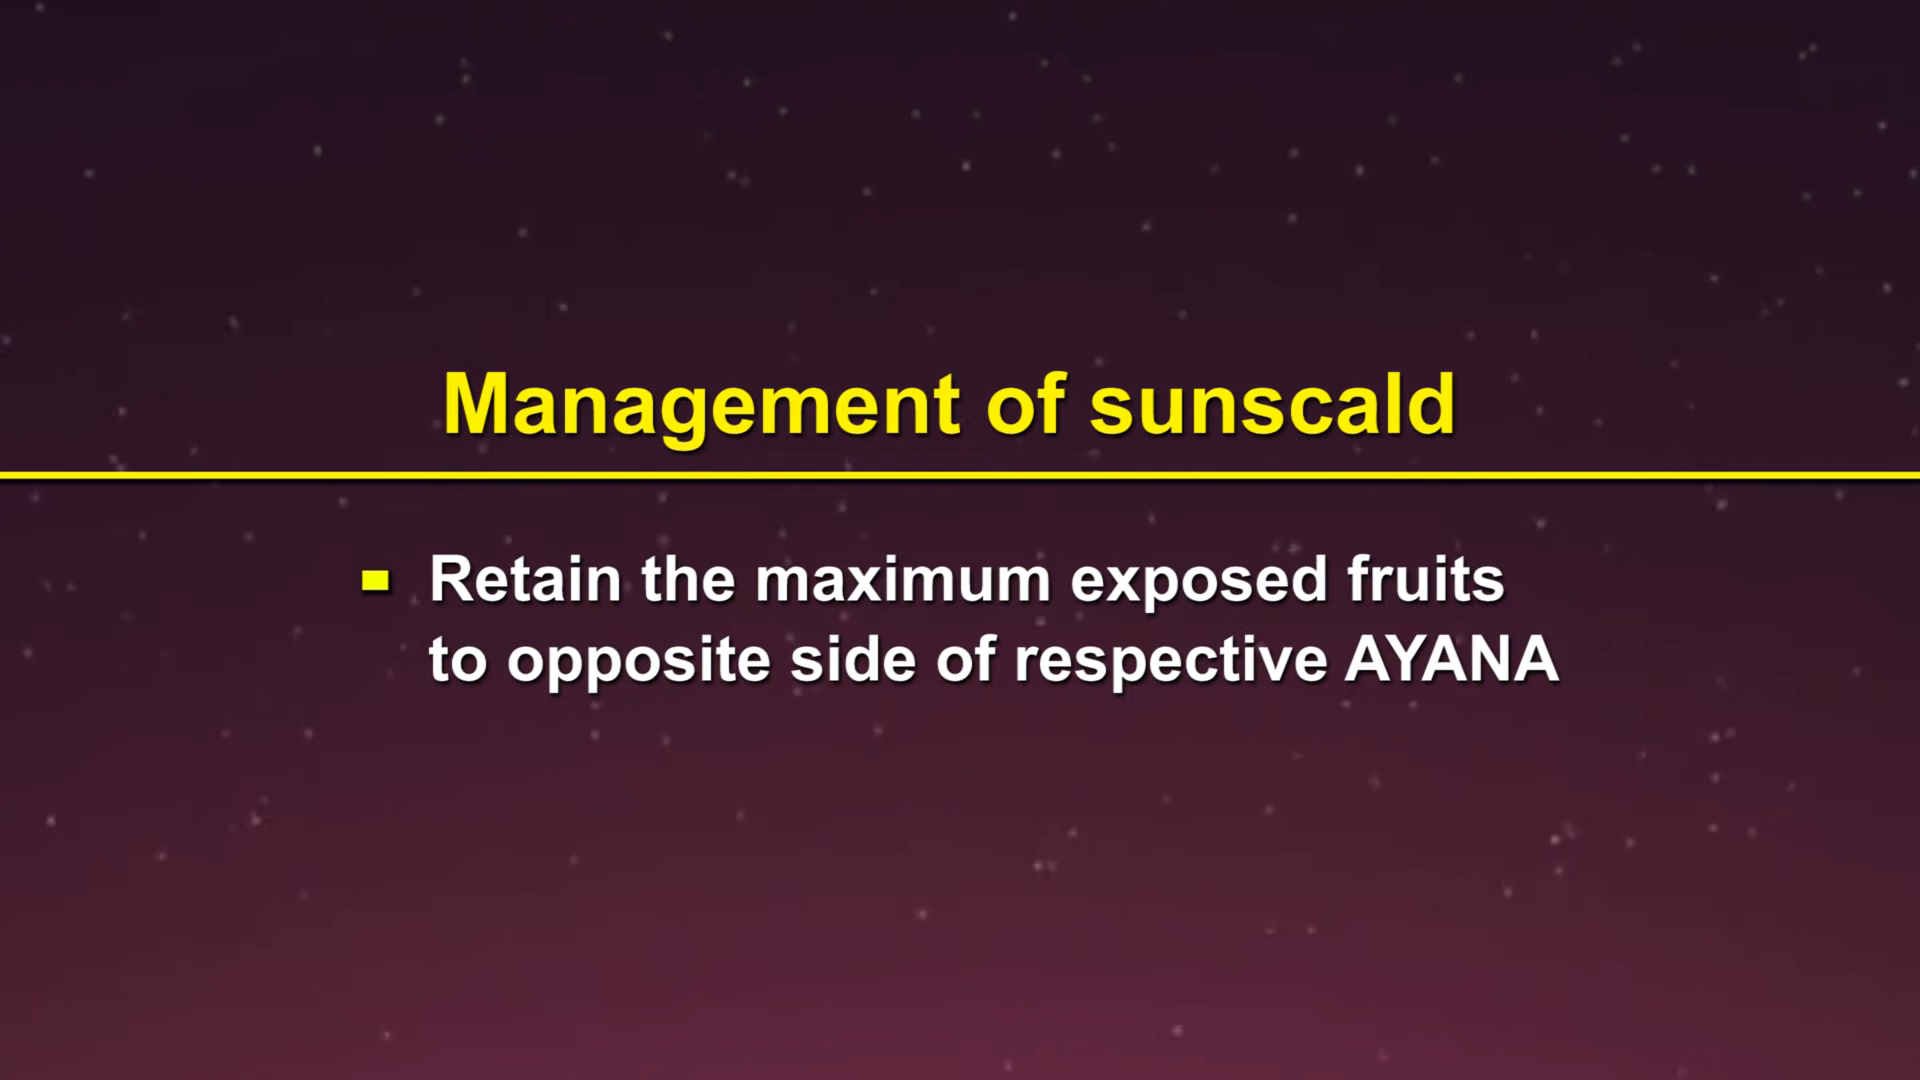 Management of sunscald
Retain the maximum exposed fruits
to opposite side of respective AYANA